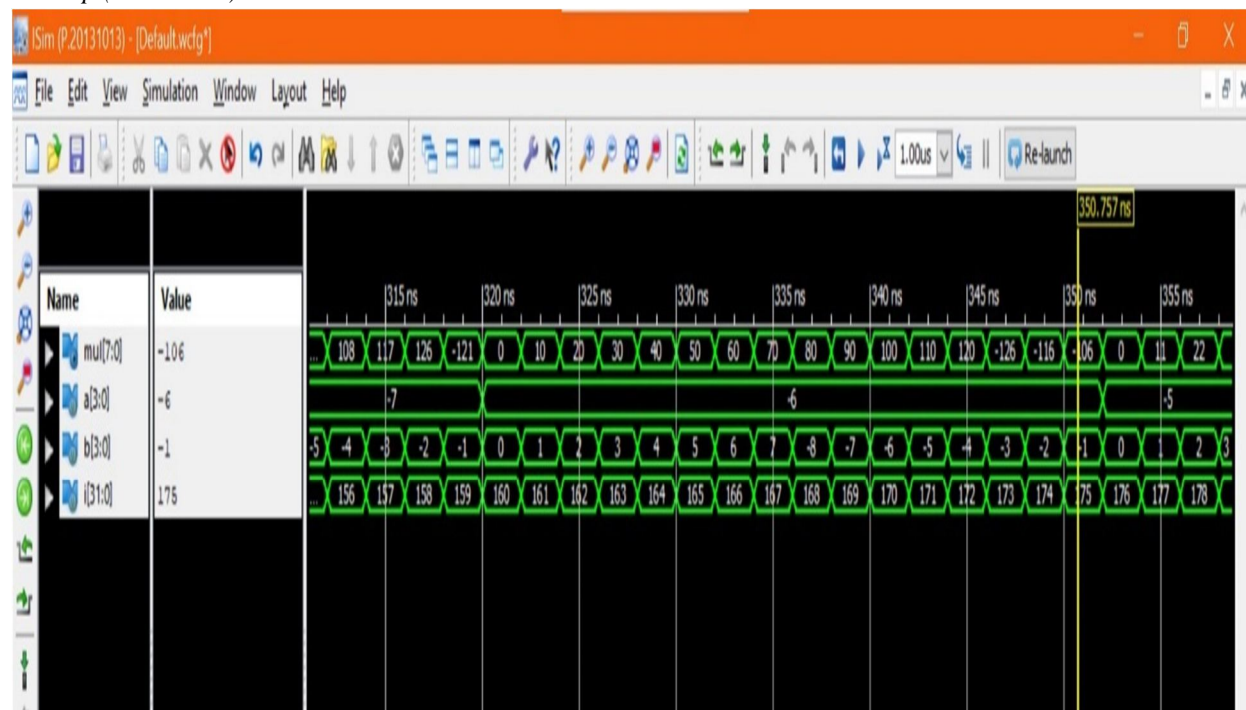 ISim (P.20131013) - [Default.wcfg*]
File Edit View Simulation Window Layout Help
1.00us Re-launch
350.757 ns
Name Value
315 ns 320 ns 325 ns 330 ns 335 ns 340 ns 345 ns 350 ns 355 ns
mul[7:0] -106 ... 108 117 126 -121 0 10 20 30 40 50 60 70 80 90 100 110 120 -126 -116 -106 0 11 22
a[3:0] -6 -7 -6 -5
b[3:0] -1 -5 -4 -3 -2 -1 0 1 2 3 4 5 6 7 -8 -7 -6 -5 -4 -3 -2 -1 0 1 2 3
i[31:0] 175 ... 156 157 158 159 160 161 162 163 164 165 166 167 168 169 170 171 172 173 174 175 176 177 178